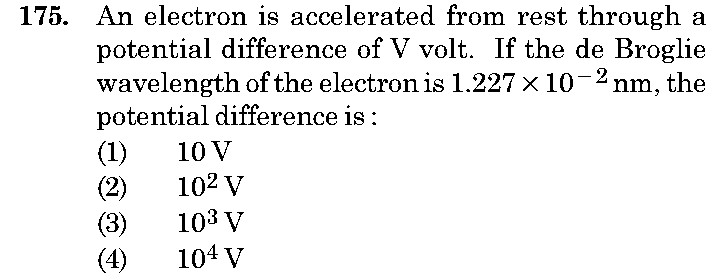 175. An electron is accelerated from rest through a
potential difference of V volt. If the de Broglie
wavelength of the electron is 1.227 × 10⁻² nm, the
potential difference is :
(1) 10 V
(2) 10² V
(3) 10³ V
(4) 10⁴ V